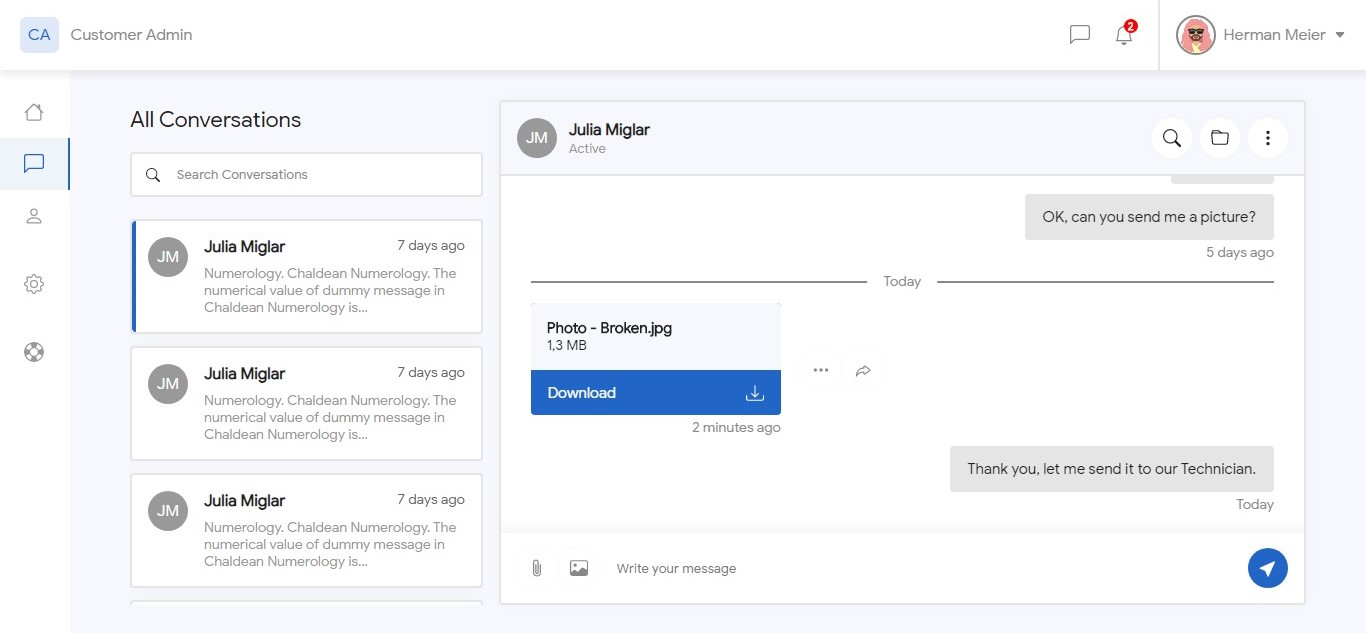 CA Customer Admin
2
Herman Meier
All Conversations
Search Conversations
JM Julia Miglar 7 days ago
Numerology. Chaldean Numerology. The
numerical value of dummy message in
Chaldean Numerology is...
JM Julia Miglar 7 days ago
Numerology. Chaldean Numerology. The
numerical value of dummy message in
Chaldean Numerology is...
JM Julia Miglar 7 days ago
Numerology. Chaldean Numerology. The
numerical value of dummy message in
Chaldean Numerology is...
JM Julia Miglar
Active
OK, can you send me a picture?
5 days ago
Today
Photo - Broken.jpg
1,3 MB
Download
2 minutes ago
Thank you, let me send it to our Technician.
Today
Write your message